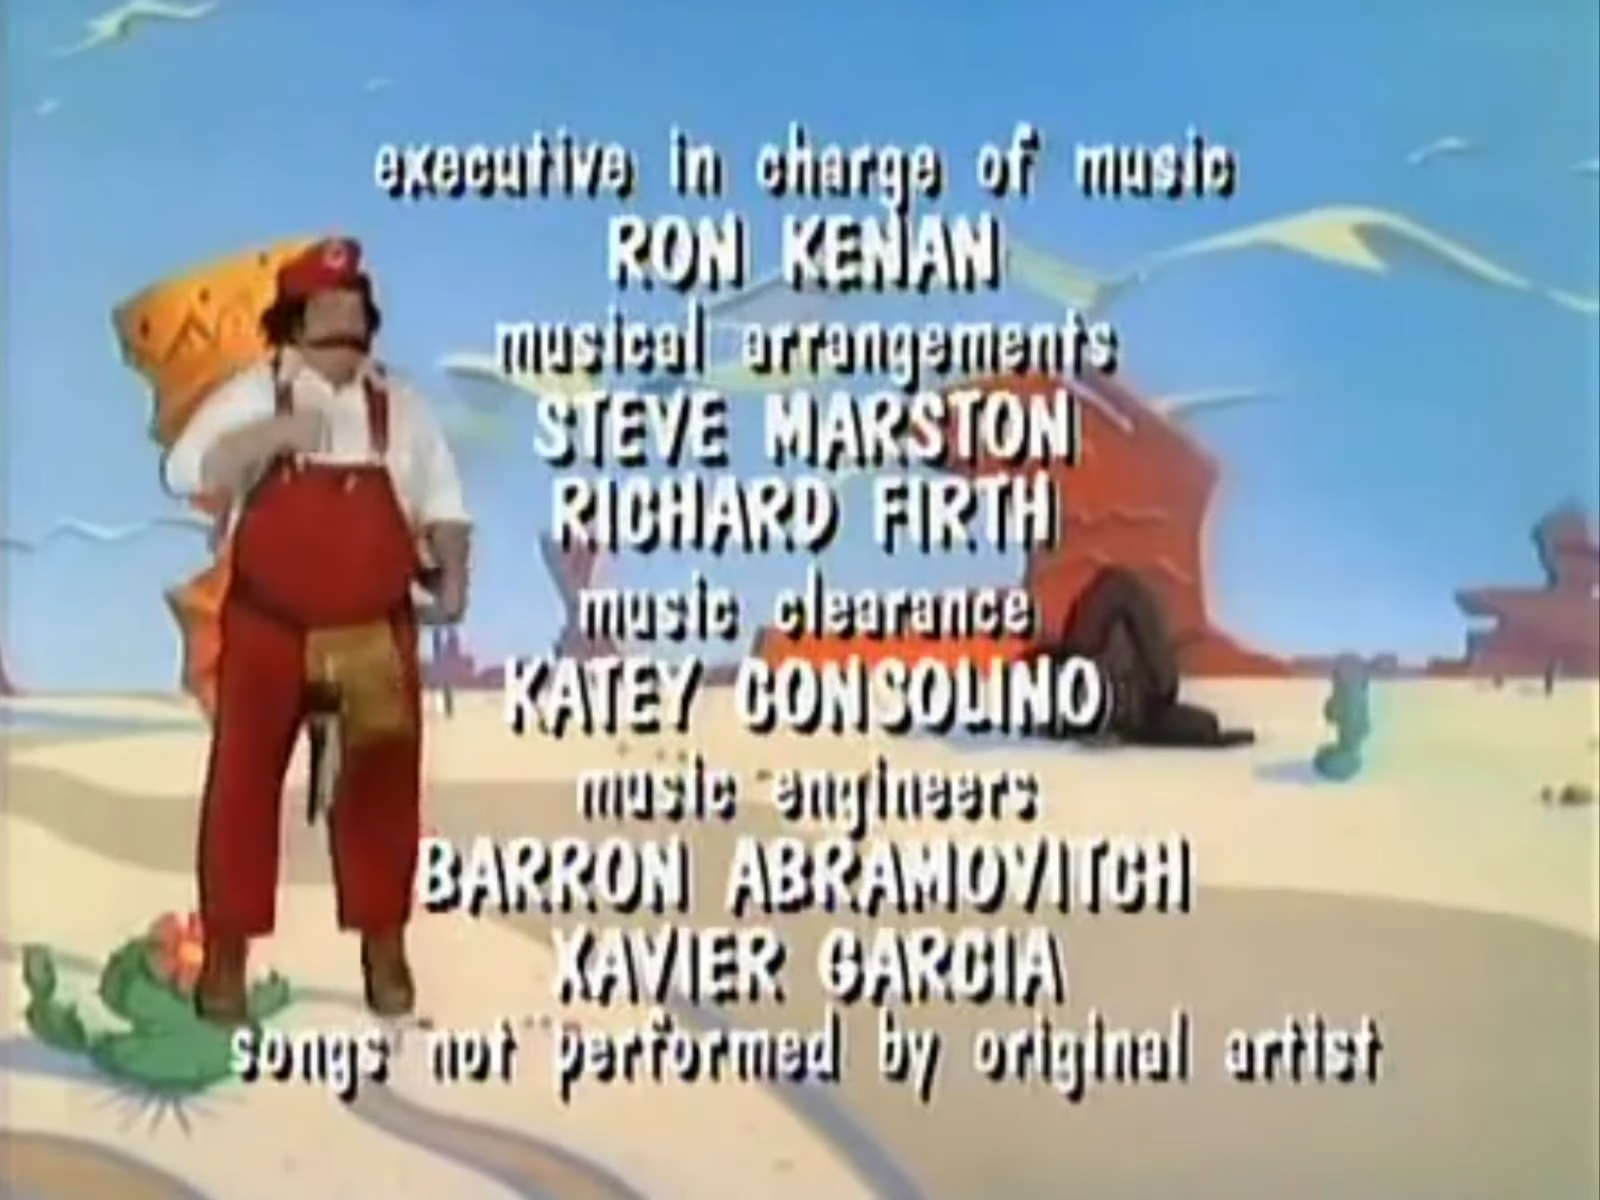 executive in charge of music
RON KENAN
musical arrangements
STEVE MARSTON
RICHARD FIRTH
music clearance
KATEY CONSOLINO
music engineers
BARRON ABRAMOVITCH
XAVIER GARCIA
songs not performed by original artist